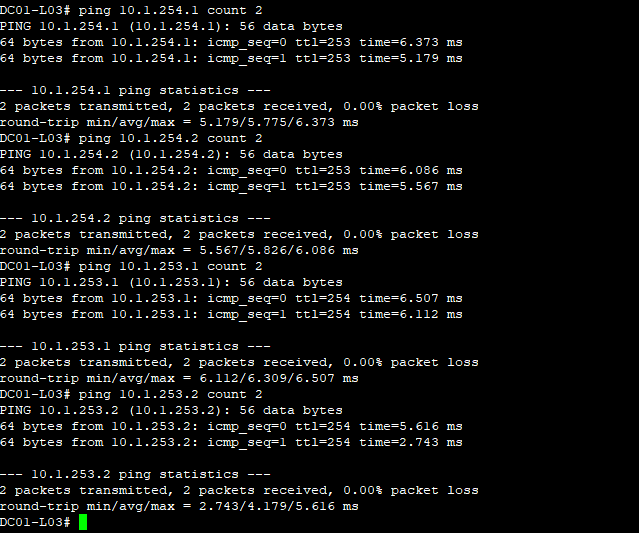 DC01-L03# ping 10.1.254.1 count 2
PING 10.1.254.1 (10.1.254.1): 56 data bytes
64 bytes from 10.1.254.1: icmp_seq=0 ttl=253 time=6.373 ms
64 bytes from 10.1.254.1: icmp_seq=1 ttl=253 time=5.179 ms

--- 10.1.254.1 ping statistics ---
2 packets transmitted, 2 packets received, 0.00% packet loss
round-trip min/avg/max = 5.179/5.775/6.373 ms
DC01-L03# ping 10.1.254.2 count 2
PING 10.1.254.2 (10.1.254.2): 56 data bytes
64 bytes from 10.1.254.2: icmp_seq=0 ttl=253 time=6.086 ms
64 bytes from 10.1.254.2: icmp_seq=1 ttl=253 time=5.567 ms

--- 10.1.254.2 ping statistics ---
2 packets transmitted, 2 packets received, 0.00% packet loss
round-trip min/avg/max = 5.567/5.826/6.086 ms
DC01-L03# ping 10.1.253.1 count 2
PING 10.1.253.1 (10.1.253.1): 56 data bytes
64 bytes from 10.1.253.1: icmp_seq=0 ttl=254 time=6.507 ms
64 bytes from 10.1.253.1: icmp_seq=1 ttl=254 time=6.112 ms

--- 10.1.253.1 ping statistics ---
2 packets transmitted, 2 packets received, 0.00% packet loss
round-trip min/avg/max = 6.112/6.309/6.507 ms
DC01-L03# ping 10.1.253.2 count 2
PING 10.1.253.2 (10.1.253.2): 56 data bytes
64 bytes from 10.1.253.2: icmp_seq=0 ttl=254 time=5.616 ms
64 bytes from 10.1.253.2: icmp_seq=1 ttl=254 time=2.743 ms

--- 10.1.253.2 ping statistics ---
2 packets transmitted, 2 packets received, 0.00% packet loss
round-trip min/avg/max = 2.743/4.179/5.616 ms
DC01-L03#